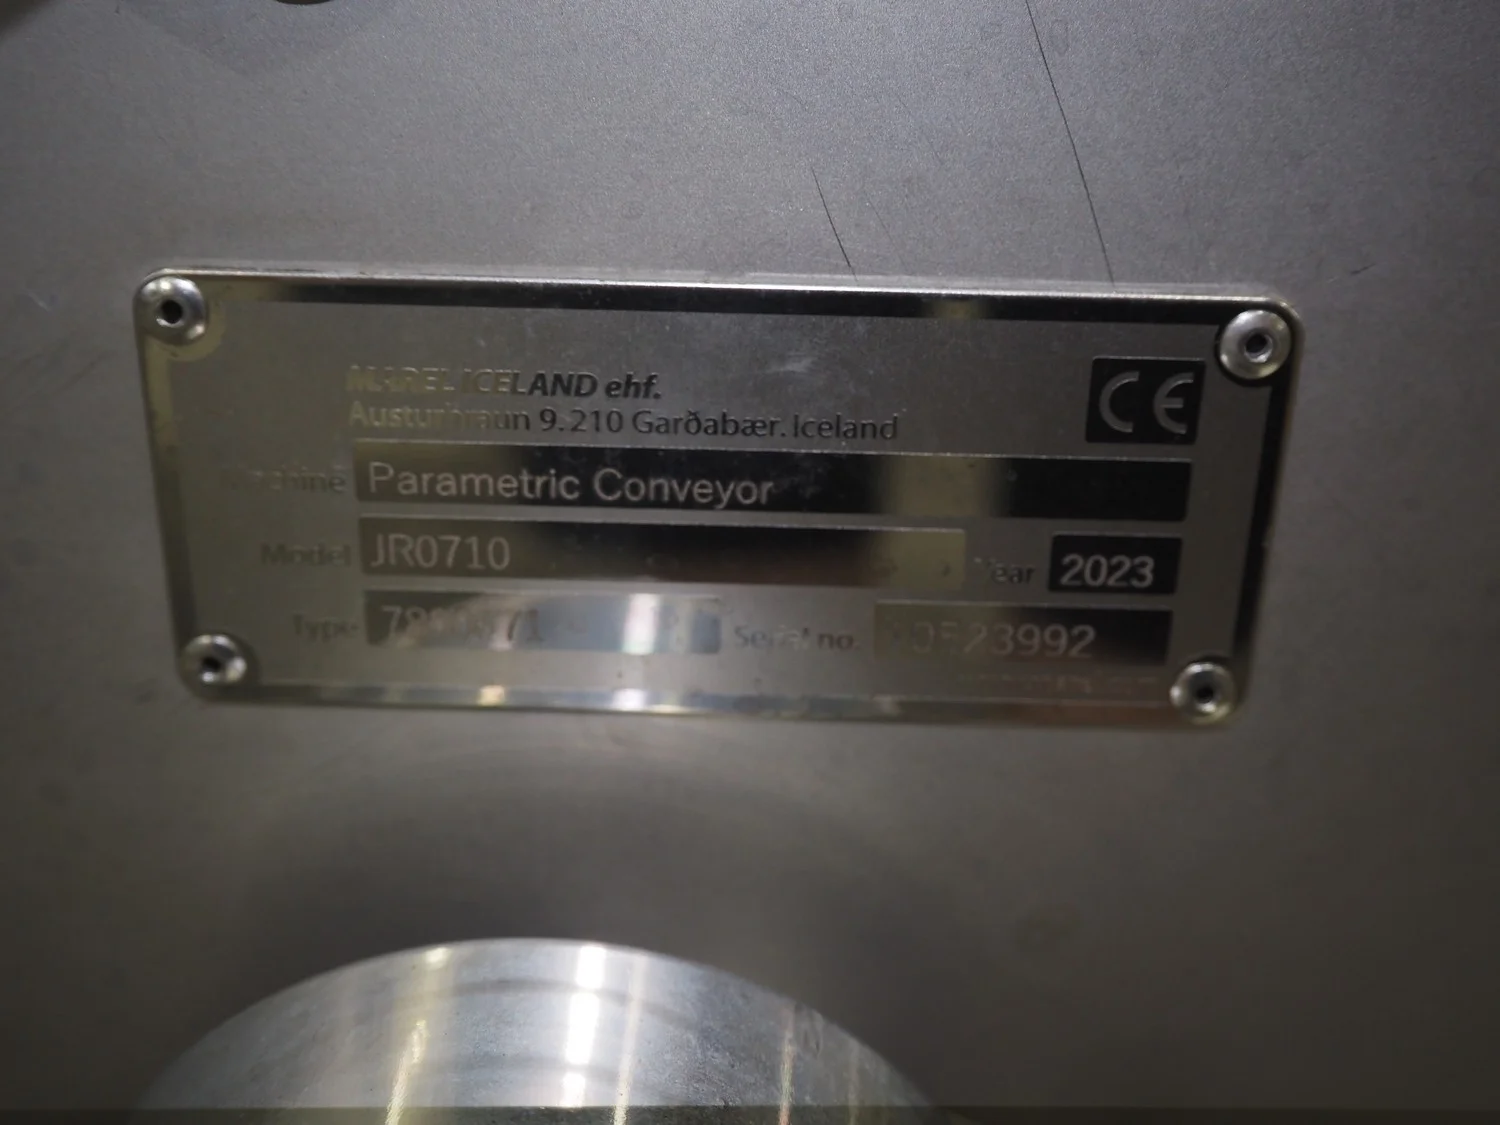 MAREL ICELAND ehf.
Austurhraun 9. 210 Garðabær. Iceland
CE
Machine Parametric Conveyor
Model JR0710 Year 2023
Type Serial no.